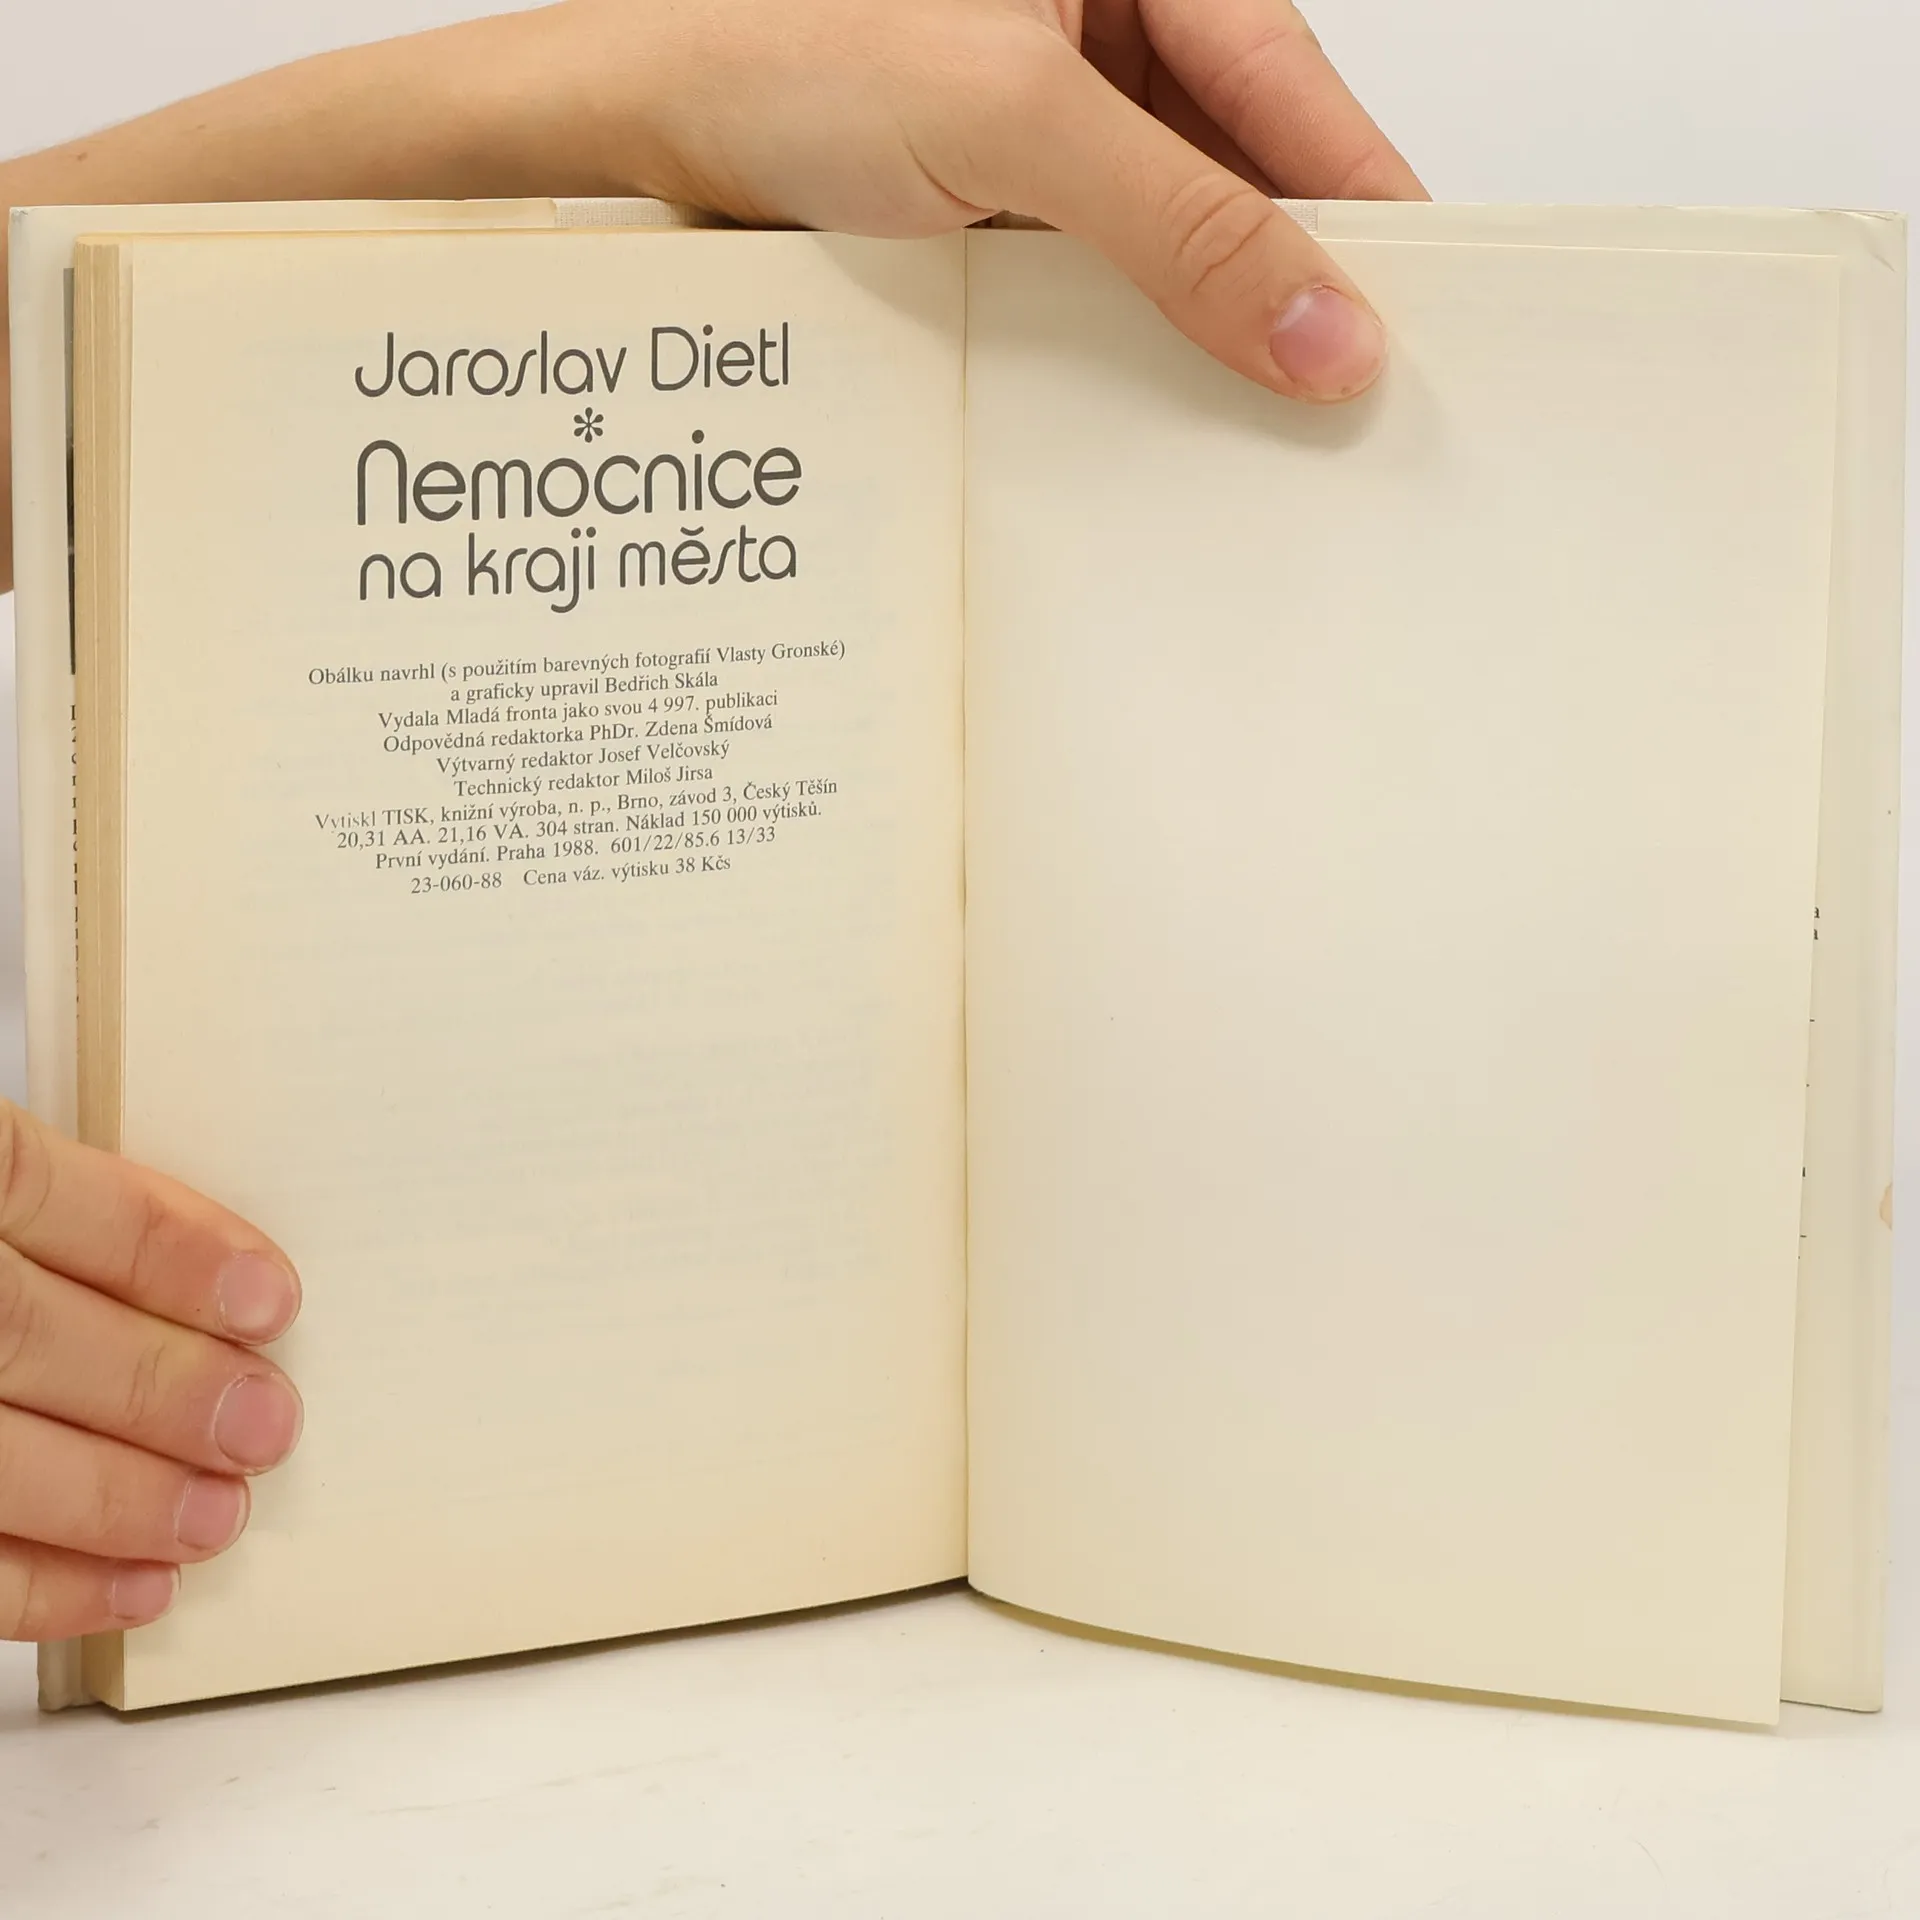 Jaroslav Dietl
*
Nemocnice
na kraji města
Obálku navrhl (s použitím barevných fotografií Vlasty Gronské)
a graficky upravil Bedřich Skála
Vydala Mladá fronta jako svou 4 997. publikaci
Odpovědná redaktorka PhDr. Zdena Šmídová
Výtvarný redaktor Josef Velčovský
Technický redaktor Miloš Jirsa
Vytiskl TISK, knižní výroba, n. p., Brno, závod 3, Český Těšín
20,31 AA. 21,16 VA. 304 stran. Náklad 150 000 výtisků.
První vydání. Praha 1988. 601/22/85.6 13/33
23-060-88 Cena váz. výtisku 38 Kčs